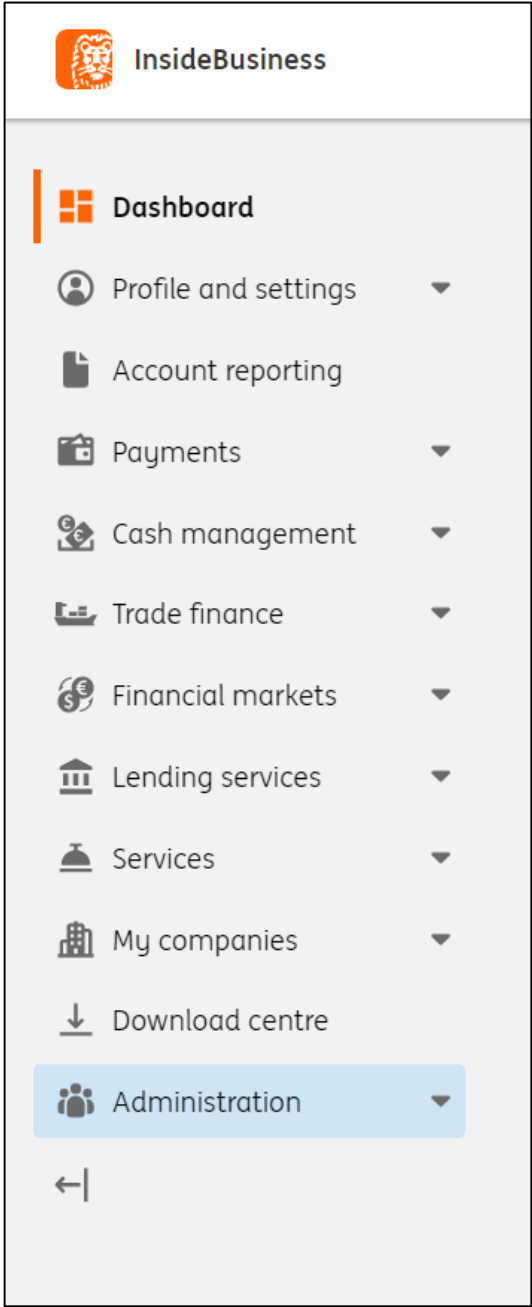 InsideBusiness
Dashboard
Profile and settings
Account reporting
Payments
Cash management
Trade finance
Financial markets
Lending services
Services
My companies
Download centre
Administration